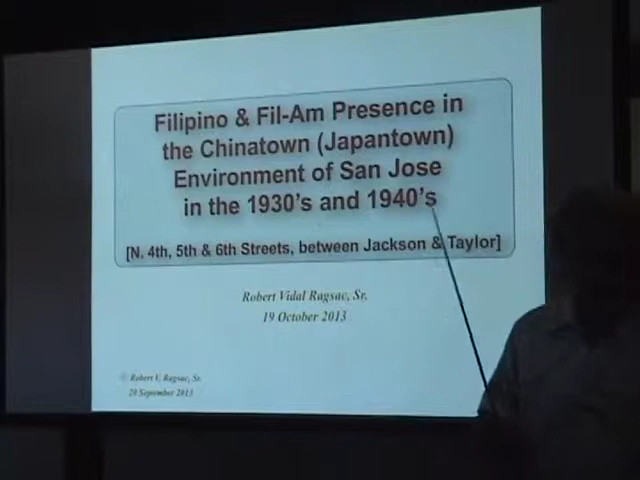 Filipino & Fil-Am Presence in
the Chinatown (Japantown)
Environment of San Jose
in the 1930's and 1940's
[N. 4th, 5th & 6th Streets, between Jackson & Taylor]
Robert Vidal Ragsac, Sr.
19 October 2013
© Robert V. Ragsac, Sr.
20 September 2013